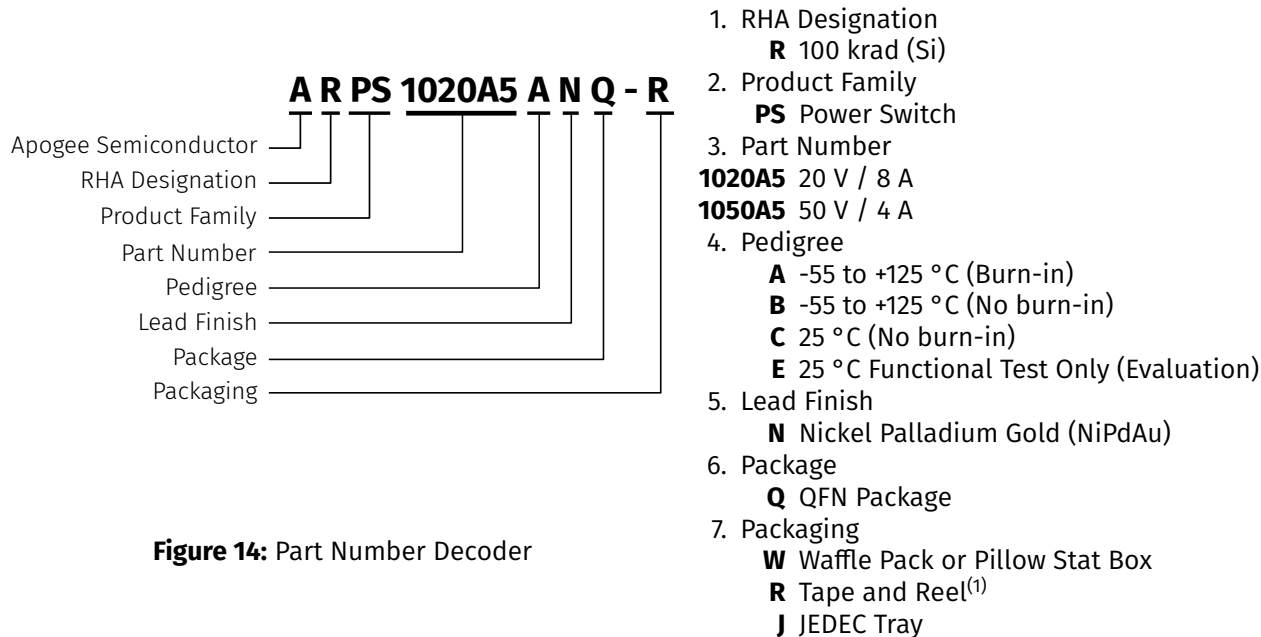 A R PS 1020A5 A N Q - R
Apogee Semiconductor
RHA Designation
Product Family
Part Number
Pedigree
Lead Finish
Package
Packaging
Figure 14: Part Number Decoder
1. RHA Designation
R 100 krad (Si)
2. Product Family
PS Power Switch
3. Part Number
1020A5 20 V / 8 A
1050A5 50 V / 4 A
4. Pedigree
A -55 to +125 °C (Burn-in)
B -55 to +125 °C (No burn-in)
C 25 °C (No burn-in)
E 25 °C Functional Test Only (Evaluation)
5. Lead Finish
N Nickel Palladium Gold (NiPdAu)
6. Package
Q QFN Package
7. Packaging
W Waffle Pack or Pillow Stat Box
R Tape and Reel(1)
J JEDEC Tray